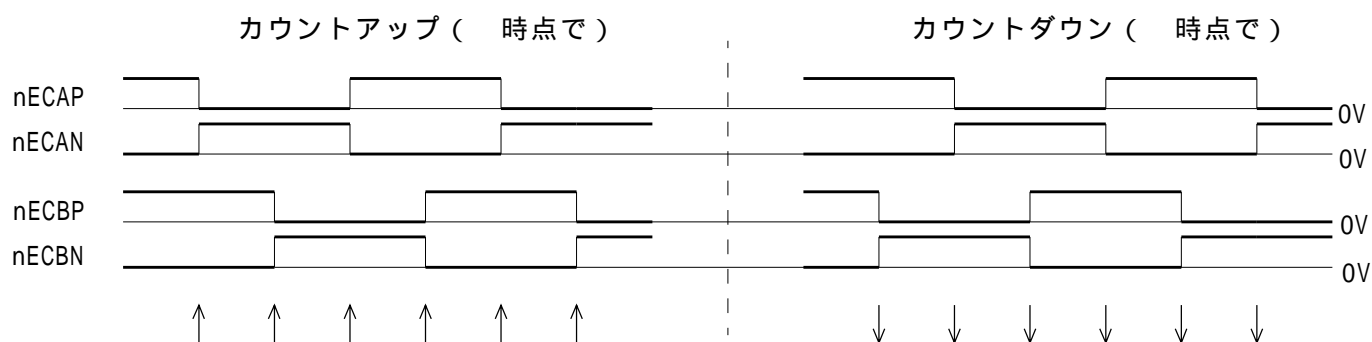 カウントアップ(　時点で)
カウントダウン(　時点で)
nECAP
0V
nECAN
0V
nECBP
0V
nECBN
0V